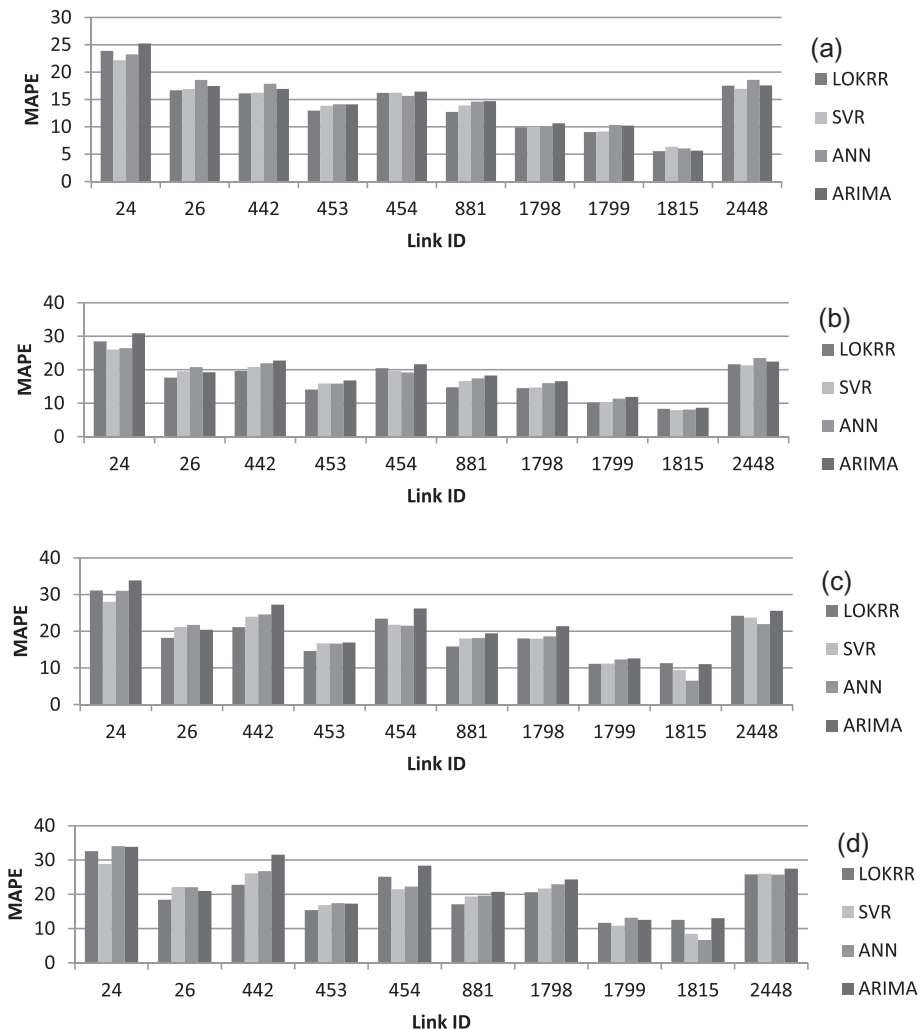 (a)
MAPE
30
25
20
15
10
5
0
24 26 442 453 454 881 1798 1799 1815 2448
Link ID
LOKRR
SVR
ANN
ARIMA
(b)
MAPE
40
30
20
10
0
24 26 442 453 454 881 1798 1799 1815 2448
Link ID
LOKRR
SVR
ANN
ARIMA
(c)
MAPE
40
30
20
10
0
24 26 442 453 454 881 1798 1799 1815 2448
Link ID
LOKRR
SVR
ANN
ARIMA
(d)
MAPE
40
30
20
10
0
24 26 442 453 454 881 1798 1799 1815 2448
Link ID
LOKRR
SVR
ANN
ARIMA